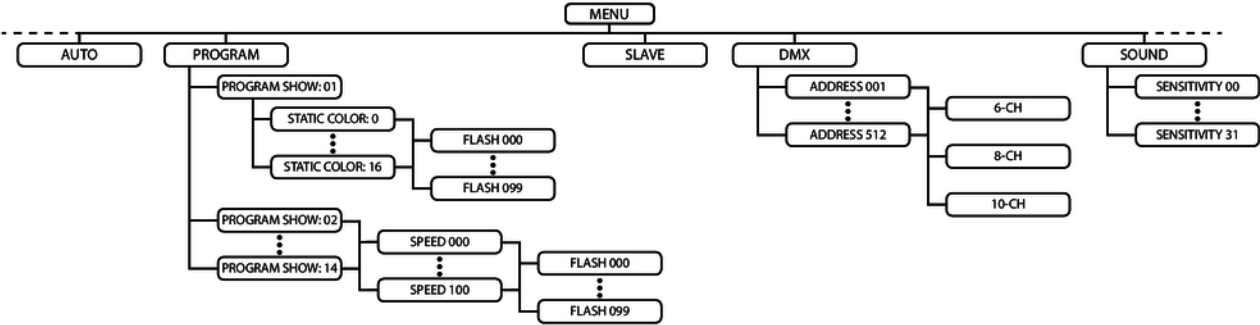 MENU
AUTO
PROGRAM
SLAVE
DMX
SOUND
PROGRAM SHOW: 01
STATIC COLOR: 0
STATIC COLOR: 16
FLASH 000
FLASH 099
PROGRAM SHOW: 02
PROGRAM SHOW: 14
SPEED 000
SPEED 100
FLASH 000
FLASH 099
ADDRESS 001
ADDRESS 512
6-CH
8-CH
10-CH
SENSITIVITY 00
SENSITIVITY 31